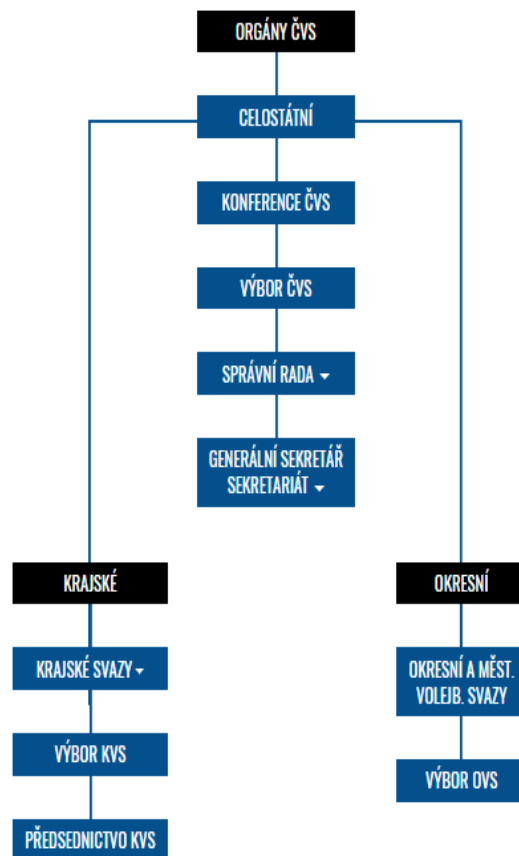 ORGÁNY ČVS
CELOSTÁTNÍ
KONFERENCE ČVS
VÝBOR ČVS
SPRÁVNÍ RADA
GENERÁLNÍ SEKRETÁŘ
SEKRETARIÁT
KRAJSKÉ
KRAJSKÉ SVAZY
VÝBOR KVS
PŘEDSEDNICTVO KVS
OKRESNÍ
OKRESNÍ A MĚST.
VOLEJB. SVAZY
VÝBOR OVS